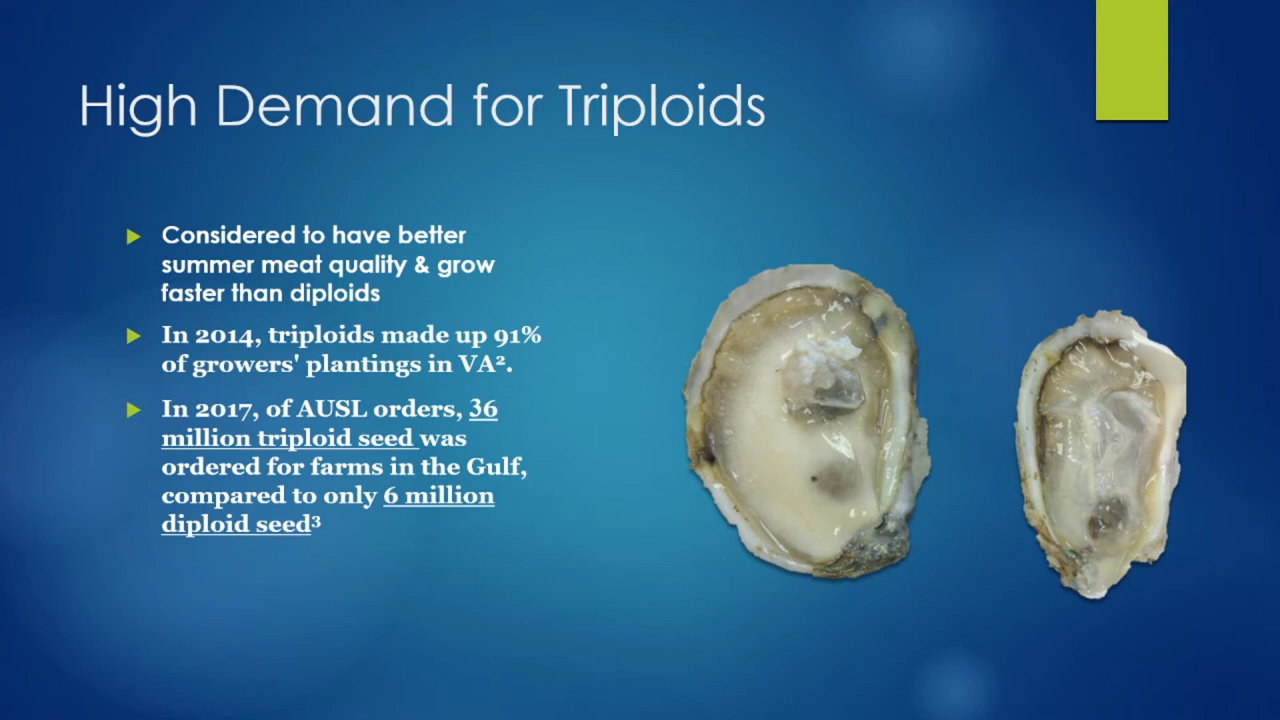 High Demand for Triploids
Considered to have better
summer meat quality & grow
faster than diploids
In 2014, triploids made up 91%
of growers' plantings in VA².
In 2017, of AUSL orders, 36
million triploid seed was
ordered for farms in the Gulf,
compared to only 6 million
diploid seed³